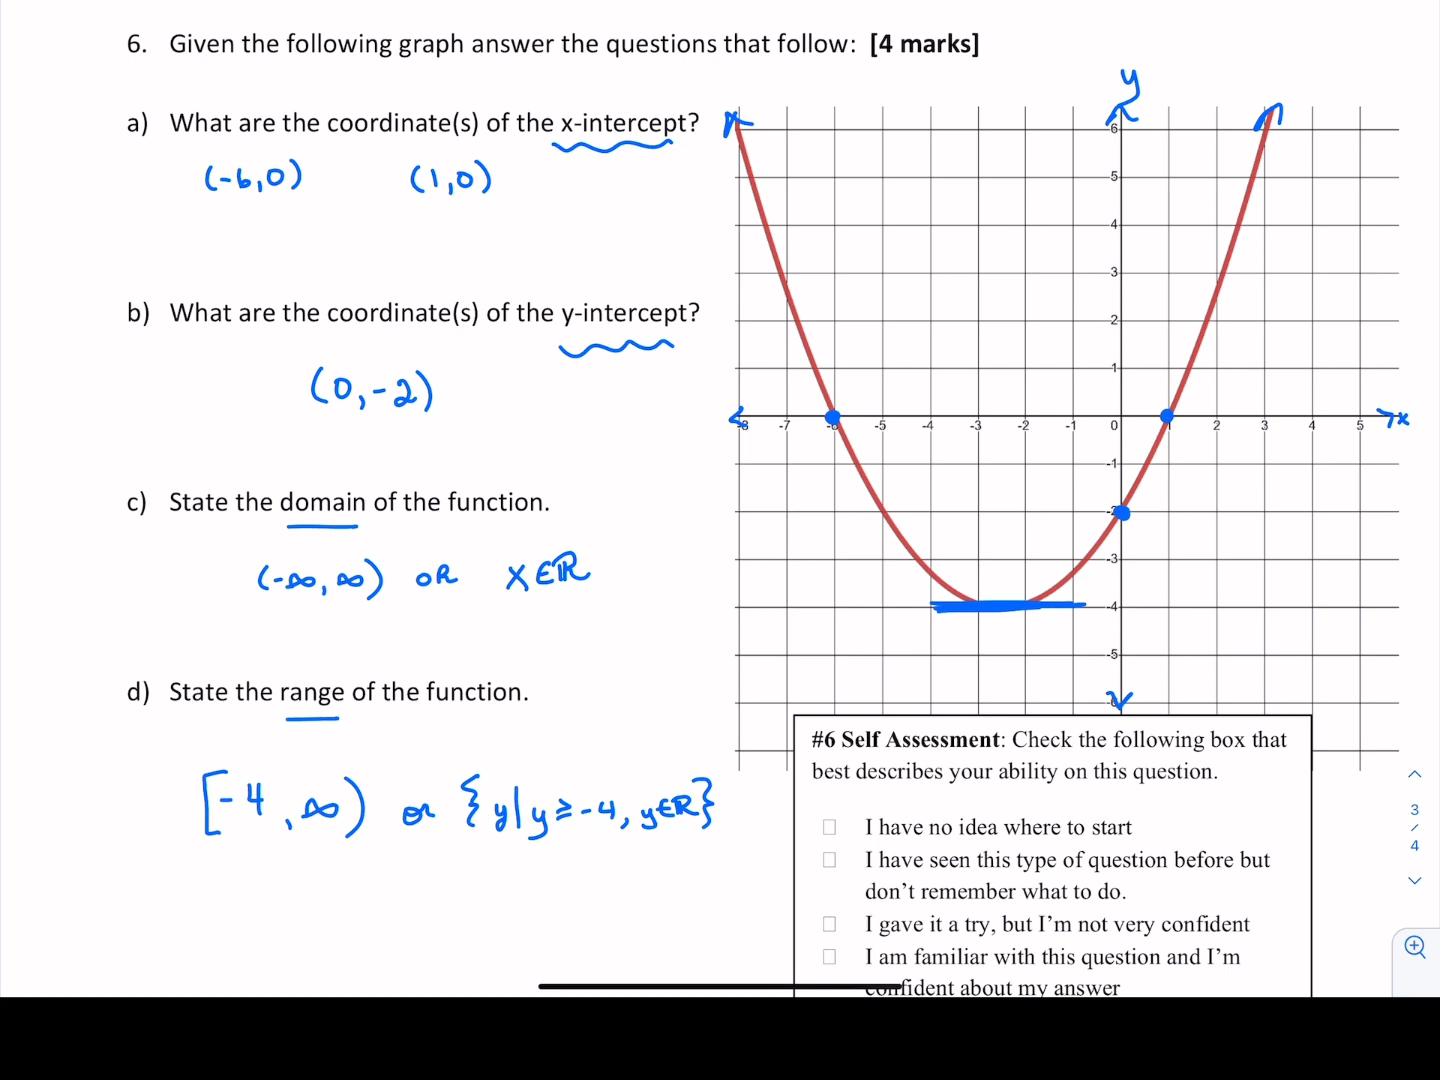 6. Given the following graph answer the questions that follow: [4 marks]
a) What are the coordinate(s) of the x-intercept?
(-6,0) (1,0)
b) What are the coordinate(s) of the y-intercept?
(0,-2)
c) State the domain of the function.
(-∞,∞) OR X∈ℝ
d) State the range of the function.
[-4,∞) or {y|y≥-4, y∈ℝ}
y
6
5
4
3
2
1
-8 -7 -6 -5 -4 -3 -2 -1 0 1 2 3 4 5 x
-1
-2
-3
-4
-5
-6
#6 Self Assessment: Check the following box that
best describes your ability on this question.
☐ I have no idea where to start
☐ I have seen this type of question before but
don’t remember what to do.
☐ I gave it a try, but I’m not very confident
☐ I am familiar with this question and I’m
confident about my answer
3
/
4